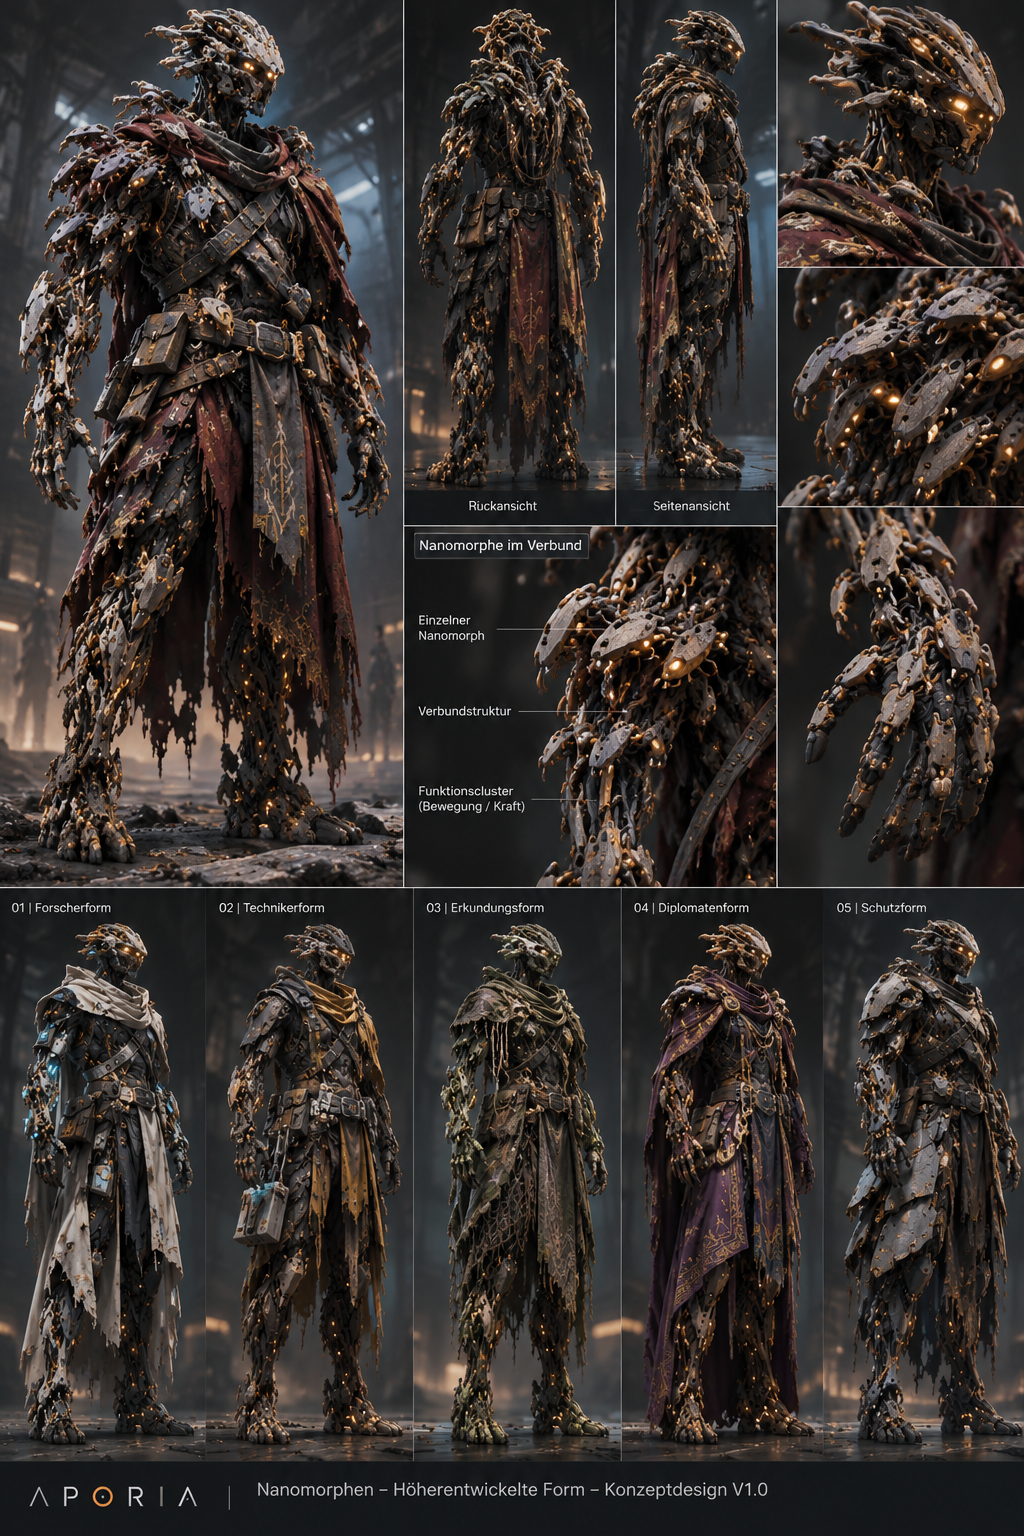 Rückansicht
Seitenansicht
Nanomorphe im Verbund
Einzelner
Nanomorph
Verbundstruktur
Funktionscluster
(Bewegung / Kraft)
01 | Forscherform
02 | Technikerform
03 | Erkundungsform
04 | Diplomatenform
05 | Schutzform
APORIA
Nanomorphen – Höherentwickelte Form – Konzeptdesign V1.0